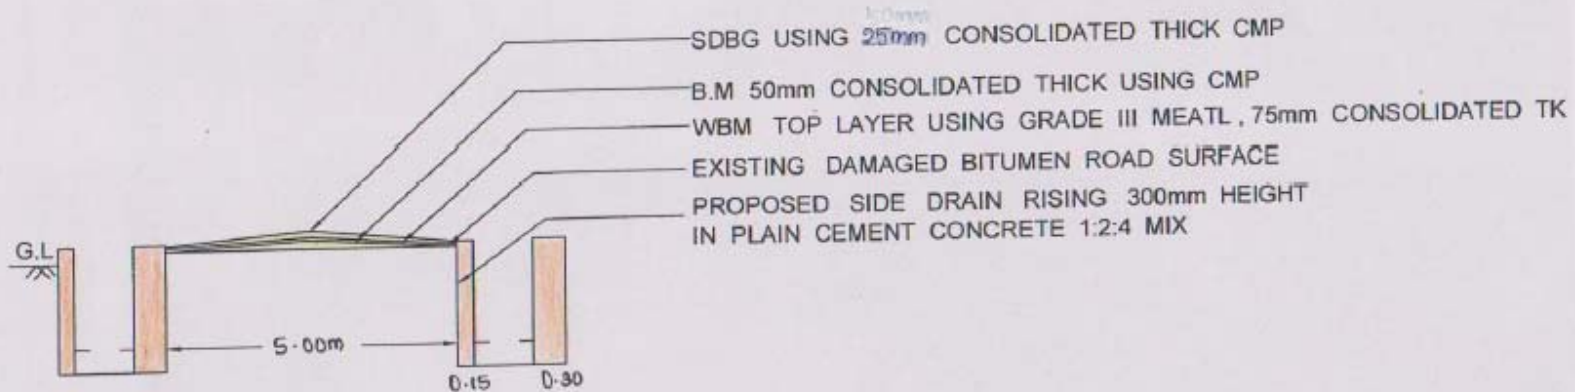 SDBG USING 25mm CONSOLIDATED THICK CMP
B.M 50mm CONSOLIDATED THICK USING CMP
WBM TOP LAYER USING GRADE III MEATL , 75mm CONSOLIDATED TK
EXISTING DAMAGED BITUMEN ROAD SURFACE
PROPOSED SIDE DRAIN RISING 300mm HEIGHT
IN PLAIN CEMENT CONCRETE 1:2:4 MIX
G.L
5.00m
0.15 0.30